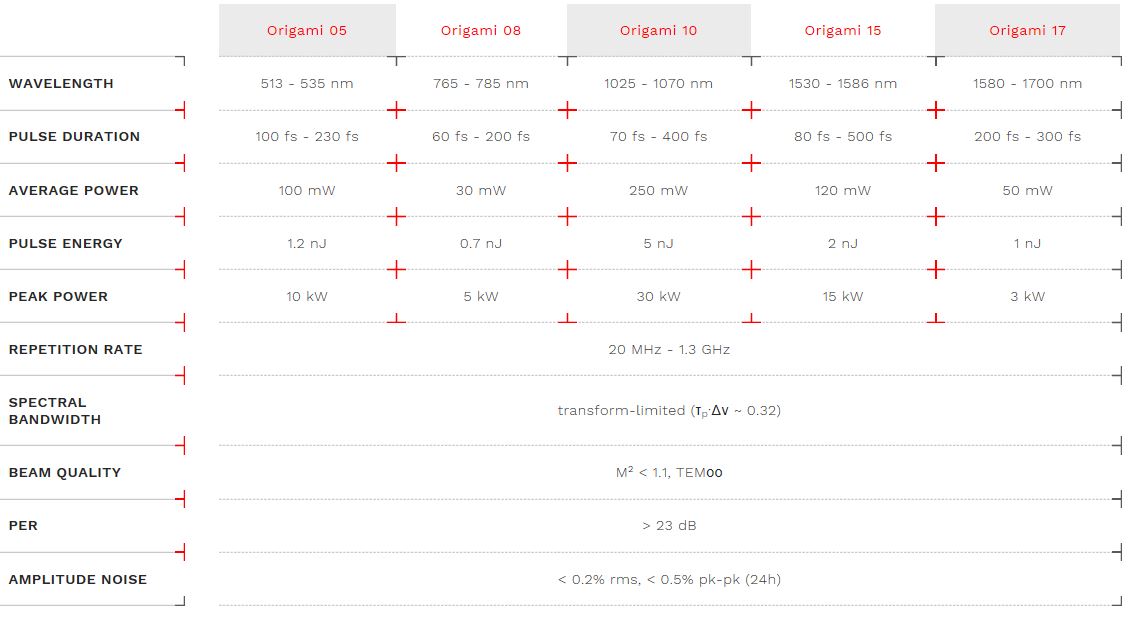 Origami 05 Origami 08 Origami 10 Origami 15 Origami 17
WAVELENGTH 513 - 535 nm 765 - 785 nm 1025 - 1070 nm 1530 - 1586 nm 1580 - 1700 nm
PULSE DURATION 100 fs - 230 fs 60 fs - 200 fs 70 fs - 400 fs 80 fs - 500 fs 200 fs - 300 fs
AVERAGE POWER 100 mW 30 mW 250 mW 120 mW 50 mW
PULSE ENERGY 1.2 nJ 0.7 nJ 5 nJ 2 nJ 1 nJ
PEAK POWER 10 kW 5 kW 30 kW 15 kW 3 kW
REPETITION RATE 20 MHz - 1.3 GHz
SPECTRAL
BANDWIDTH transform-limited (τₚ·Δν ~ 0.32)
BEAM QUALITY M² < 1.1, TEM00
PER > 23 dB
AMPLITUDE NOISE < 0.2% rms, < 0.5% pk-pk (24h)